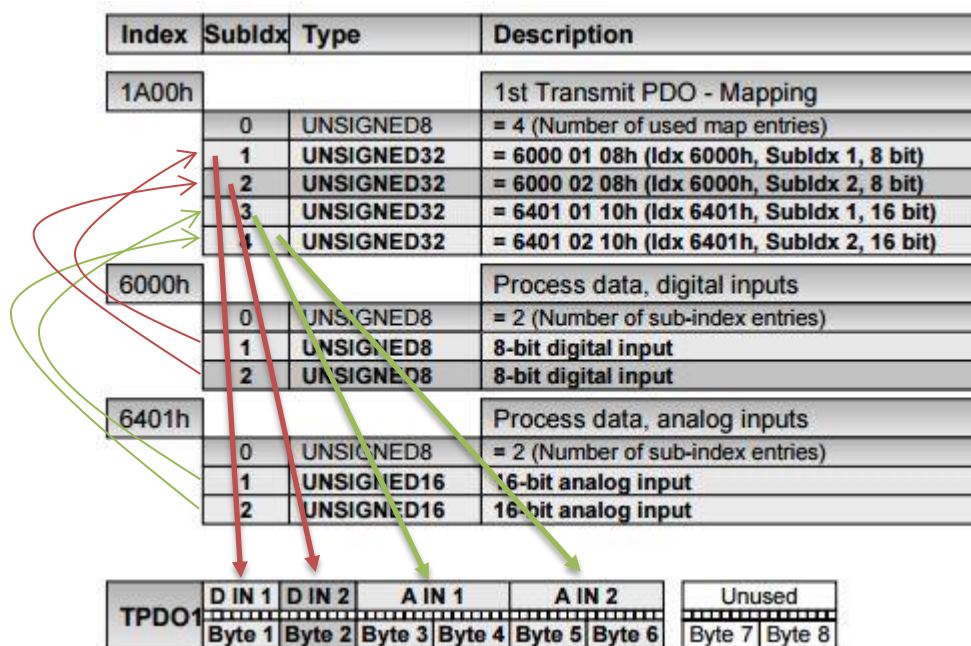 Index SubIdx Type Description
1A00h 1st Transmit PDO - Mapping
0 UNSIGNED8 = 4 (Number of used map entries)
1 UNSIGNED32 = 6000 01 08h (Idx 6000h, SubIdx 1, 8 bit)
2 UNSIGNED32 = 6000 02 08h (Idx 6000h, SubIdx 2, 8 bit)
3 UNSIGNED32 = 6401 01 10h (Idx 6401h, SubIdx 1, 16 bit)
4 UNSIGNED32 = 6401 02 10h (Idx 6401h, SubIdx 2, 16 bit)
6000h Process data, digital inputs
0 UNSIGNED8 = 2 (Number of sub-index entries)
1 UNSIGNED8 8-bit digital input
2 UNSIGNED8 8-bit digital input
6401h Process data, analog inputs
0 UNSIGNED8 = 2 (Number of sub-index entries)
1 UNSIGNED16 16-bit analog input
2 UNSIGNED16 16-bit analog input
TPDO1 D IN 1 D IN 2 A IN 1 A IN 2 Unused
Byte 1 Byte 2 Byte 3 Byte 4 Byte 5 Byte 6 Byte 7 Byte 8